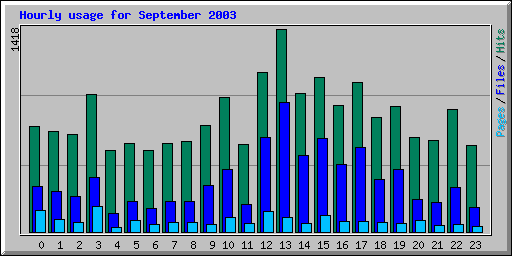 Hourly usage for September 2003
1418
Pages/Files/Hits
0 1 2 3 4 5 6 7 8 9 10 11 12 13 14 15 16 17 18 19 20 21 22 23